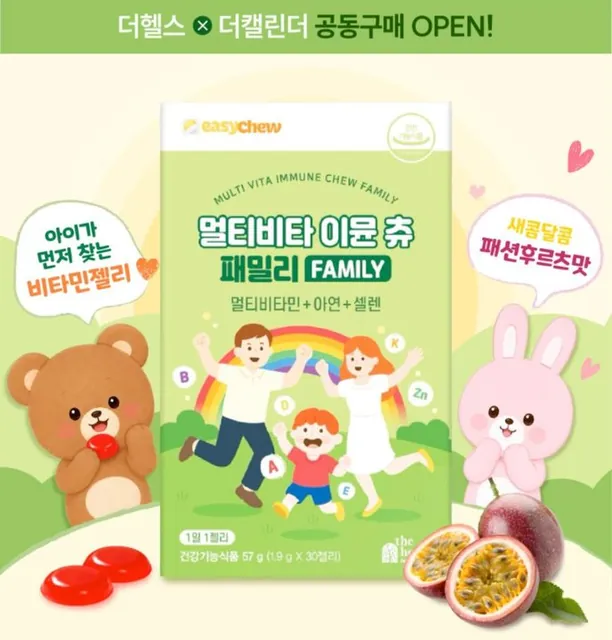 더헬스 × 더캘린더 공동구매 OPEN!
easychew
MULTI VITA IMMUNE CHEW FAMILY
멀티비타 이뮨 츄
패밀리 FAMILY
멀티비타민+아연+셀렌
아이가
먼저 찾는
비타민젤리
새콤달콤
패션후르츠맛
B
D
A
E
K
Zn
1일 1젤리
건강기능식품 57 g (1.9 g X 30젤리)
the